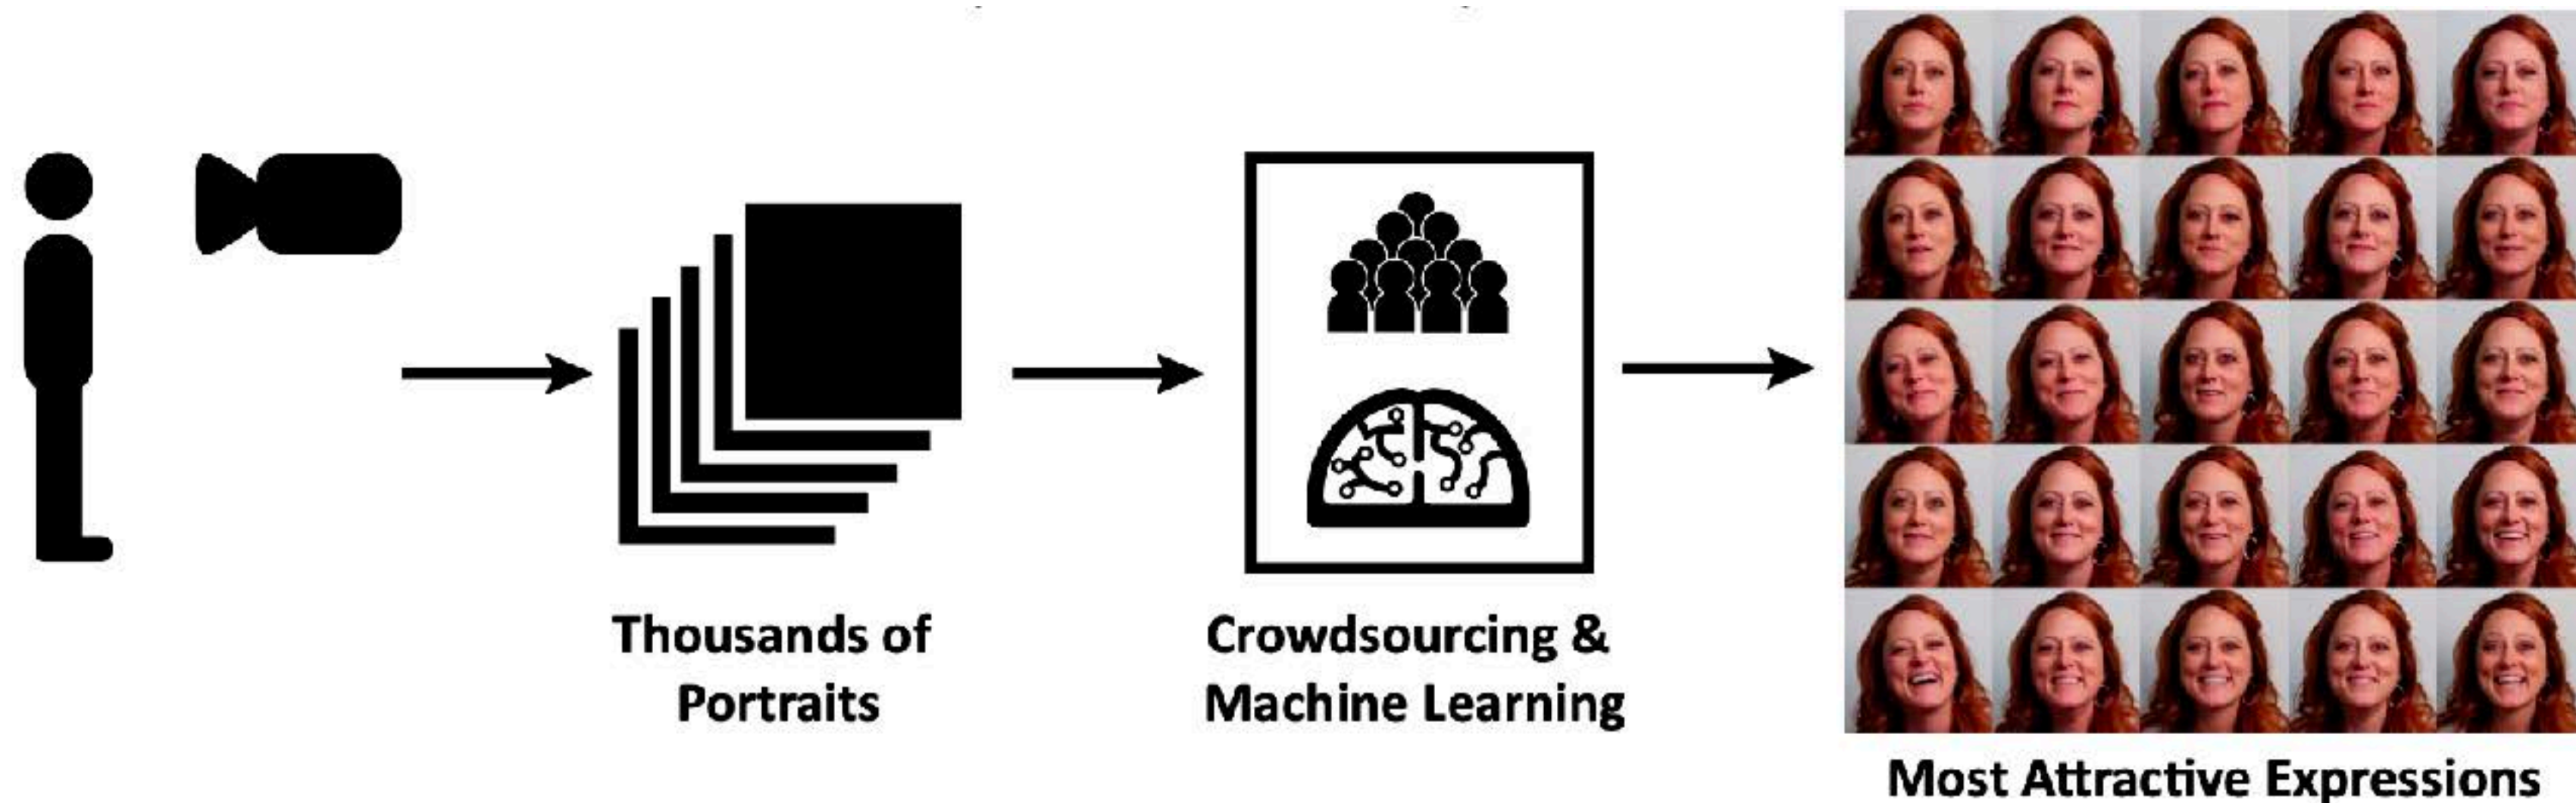 Thousands of
Portraits
Crowdsourcing &
Machine Learning
Most Attractive Expressions